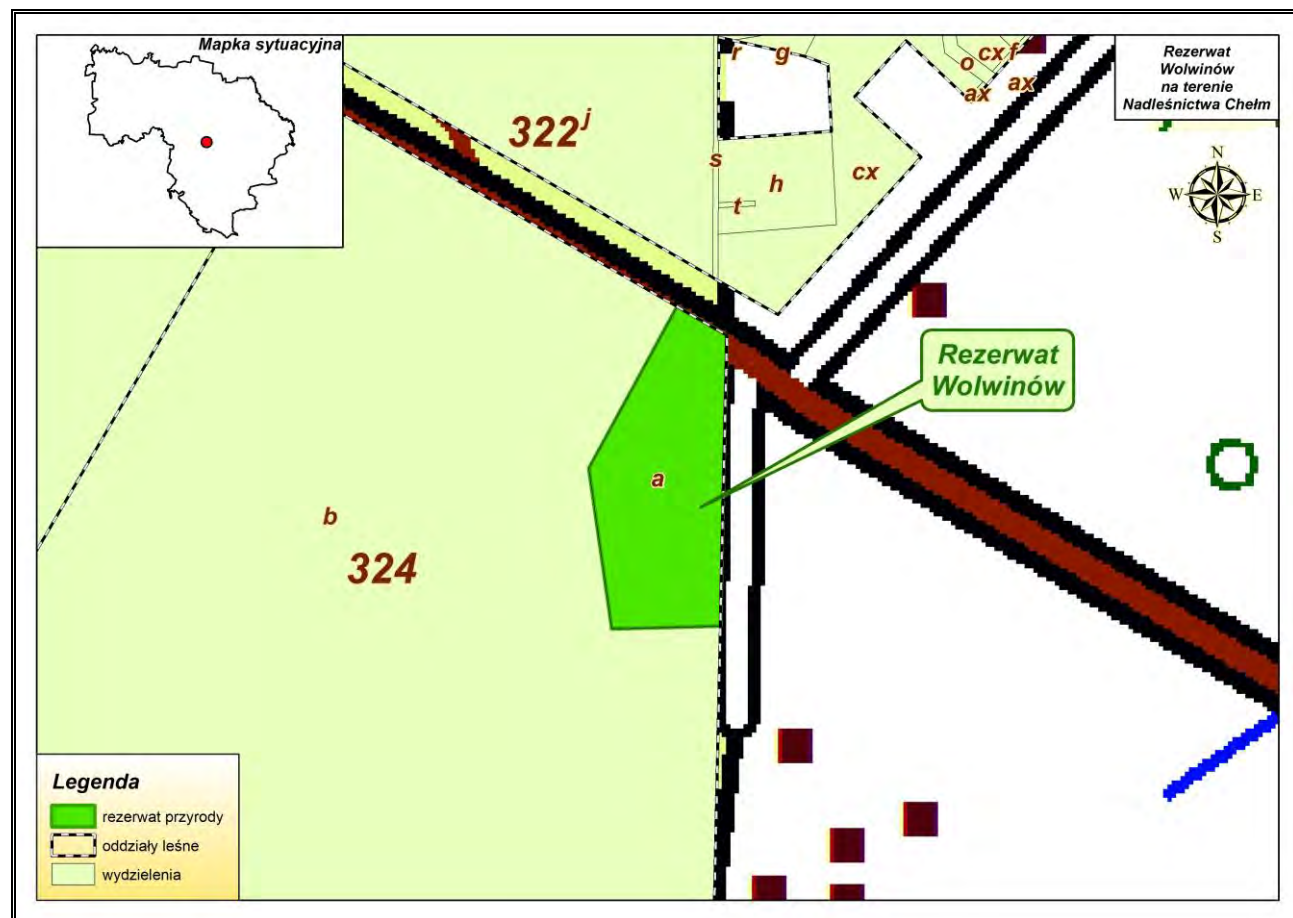 Mapka sytuacyjna
Rezerwat
Wolwinów
na terenie
Nadleśnictwa Chełm
r
g
o
cx
f
ax
ax
322 j
s
h
cx
t
N
W
E
S
Rezerwat
Wolwinów
a
b
324
Legenda
rezerwat przyrody
oddziały leśne
wydzielenia